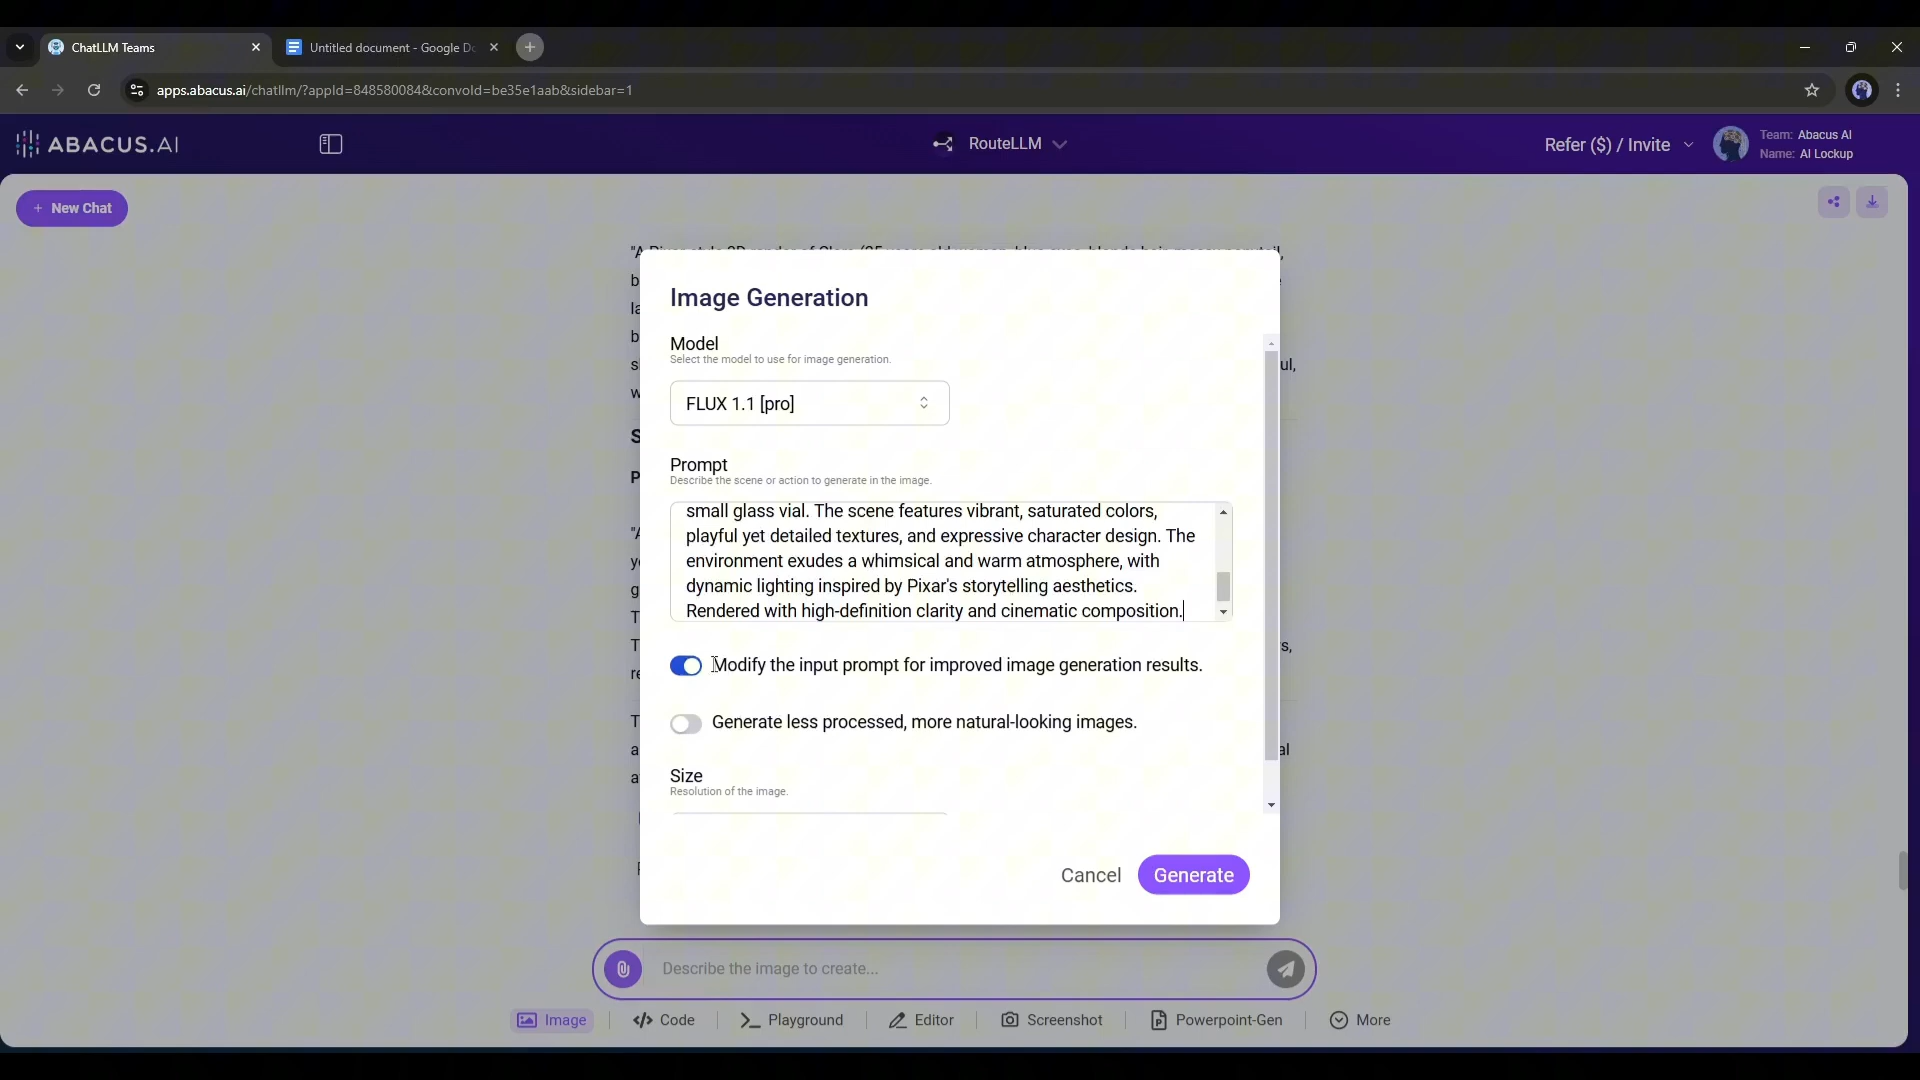 ChatLLM Teams
Untitled document - Google Do
apps.abacus.ai/chatllm/?appId=848580084&convoId=be35e1aab&sidebar=1
ABACUS.AI
RouteLLM
Refer ($) / Invite
Team: Abacus AI
Name: AI Lockup
+ New Chat
Image Generation
Model
Select the model to use for image generation.
FLUX 1.1 [pro]
Prompt
Describe the scene or action to generate in the image.
small glass vial. The scene features vibrant, saturated colors,
playful yet detailed textures, and expressive character design. The
environment exudes a whimsical and warm atmosphere, with
dynamic lighting inspired by Pixar's storytelling aesthetics.
Rendered with high-definition clarity and cinematic composition.
Modify the input prompt for improved image generation results.
Generate less processed, more natural-looking images.
Size
Resolution of the image.
Cancel
Generate
Describe the image to create...
Image
Code
Playground
Editor
Screenshot
Powerpoint-Gen
More